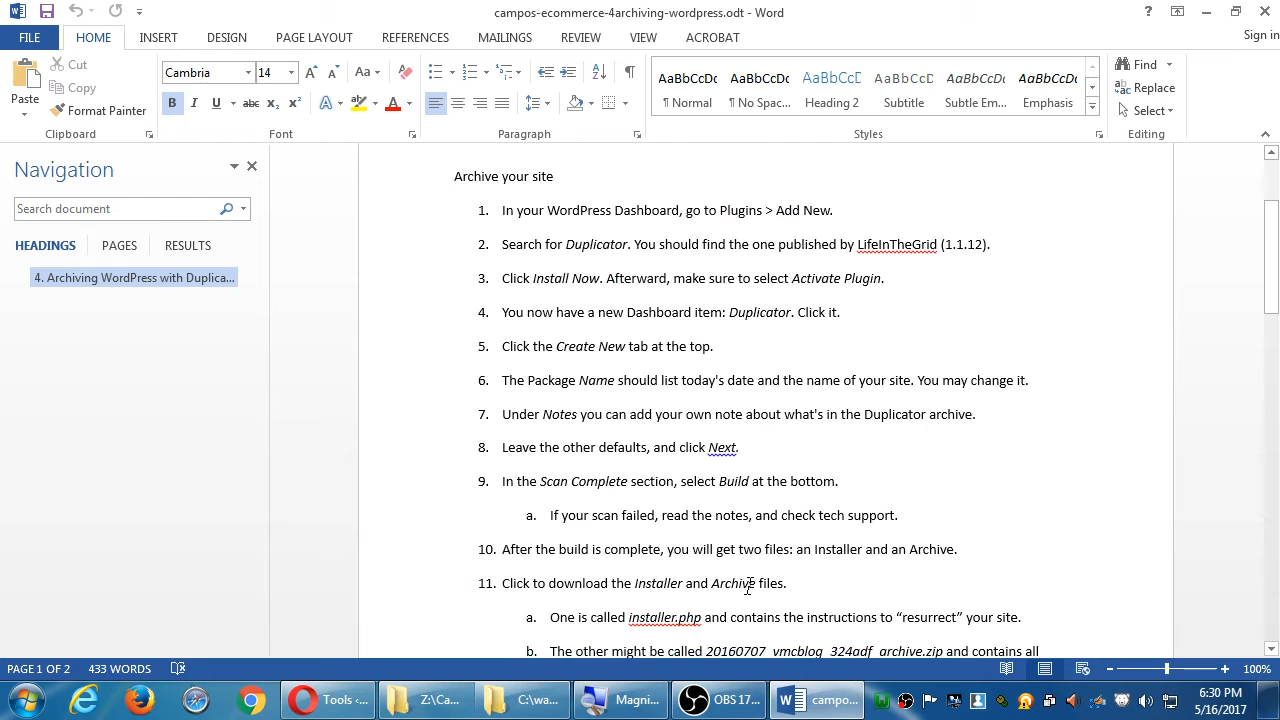 campos-ecommerce-4archiving-wordpress.odt - Word
FILE HOME INSERT DESIGN PAGE LAYOUT REFERENCES MAILINGS REVIEW VIEW ACROBAT Sign in
Paste
Cut
Copy
Format Painter
Clipboard
Cambria 14
Font
Paragraph
AaBbCcDc AaBbCcDc AaBbCcD AaBbCcDc AaBbCcDc AaBbCcDc
¶ Normal ¶ No Spac... Heading 2 Subtitle Subtle Em... Emphasis
Styles
Find
Replace
Select
Editing
Navigation
Search document
HEADINGS PAGES RESULTS
4. Archiving WordPress with Duplica...
Archive your site
1. In your WordPress Dashboard, go to Plugins > Add New.
2. Search for Duplicator. You should find the one published by LifeInTheGrid (1.1.12).
3. Click Install Now. Afterward, make sure to select Activate Plugin.
4. You now have a new Dashboard item: Duplicator. Click it.
5. Click the Create New tab at the top.
6. The Package Name should list today's date and the name of your site. You may change it.
7. Under Notes you can add your own note about what's in the Duplicator archive.
8. Leave the other defaults, and click Next.
9. In the Scan Complete section, select Build at the bottom.
a. If your scan failed, read the notes, and check tech support.
10. After the build is complete, you will get two files: an Installer and an Archive.
11. Click to download the Installer and Archive files.
a. One is called installer.php and contains the instructions to “resurrect” your site.
b. The other might be called 20160707_vmcblog_324adf_archive.zip and contains all
PAGE 1 OF 2 433 WORDS 100%
Tools ‹... Z:\Ca... C:\wa... Magni... OBS 17... campo...
6:30 PM
5/16/2017